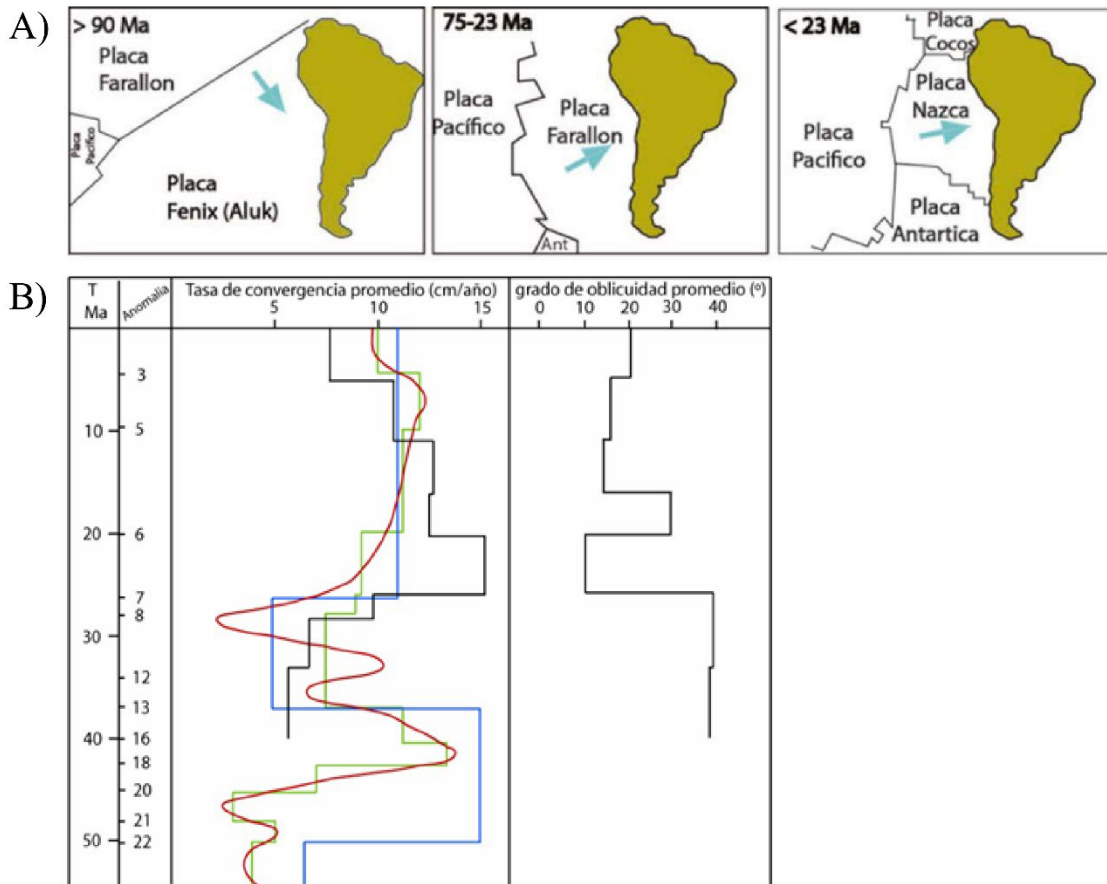 A)
> 90 Ma
Placa
Farallon
Placa
Pacífico
Placa
Fenix (Aluk)
75-23 Ma
Placa
Pacífico
Placa
Farallon
Ant
< 23 Ma
Placa
Cocos
Placa
Nazca
Placa
Pacifico
Placa
Antartica
B)
T
Ma
Anomalia
Tasa de convergencia promedio (cm/año)
5 10 15
grado de oblicuidad promedio (º)
0 10 20 30 40
3
10 5
20 6
7
8
30
12
13
40 16
18
20
21
50 22